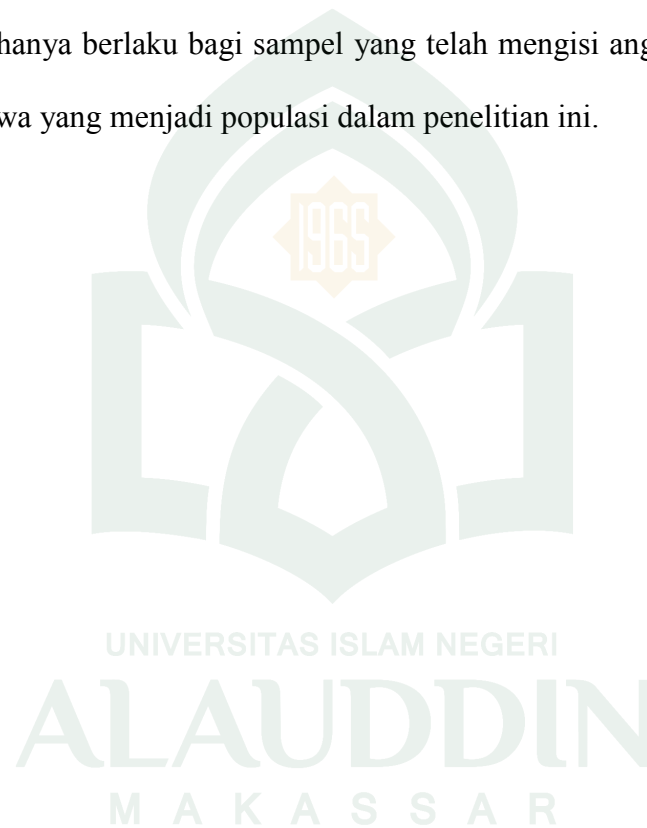 hanya berlaku bagi sampel yang telah mengisi ang
wa yang menjadi populasi dalam penelitian ini.
1965
UNIVERSITAS ISLAM NEGERI
ALAUDDIN
MAKASSAR